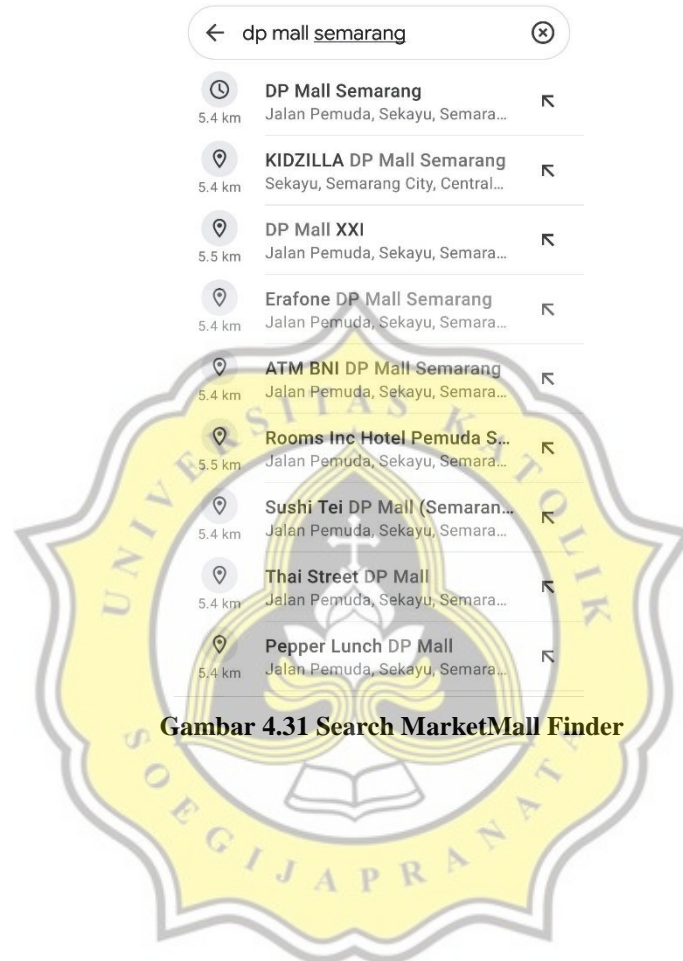 dp mall semarang
DP Mall Semarang
5.4 km
Jalan Pemuda, Sekayu, Semara...
KIDZILLA DP Mall Semarang
5.4 km
Sekayu, Semarang City, Central...
DP Mall XXI
5.5 km
Jalan Pemuda, Sekayu, Semara...
Erafone DP Mall Semarang
5.4 km
Jalan Pemuda, Sekayu, Semara...
ATM BNI DP Mall Semarang
5.4 km
Jalan Pemuda, Sekayu, Semara...
Rooms Inc Hotel Pemuda S...
5.5 km
Jalan Pemuda, Sekayu, Semara...
Sushi Tei DP Mall (Semaran...
5.4 km
Jalan Pemuda, Sekayu, Semara...
Thai Street DP Mall
5.4 km
Jalan Pemuda, Sekayu, Semara...
Pepper Lunch DP Mall
5.4 km
Jalan Pemuda, Sekayu, Semara...
Gambar 4.31 Search MarketMall Finder
UNIVERSITAS KATOLIK
SOEGIJAPRANATA